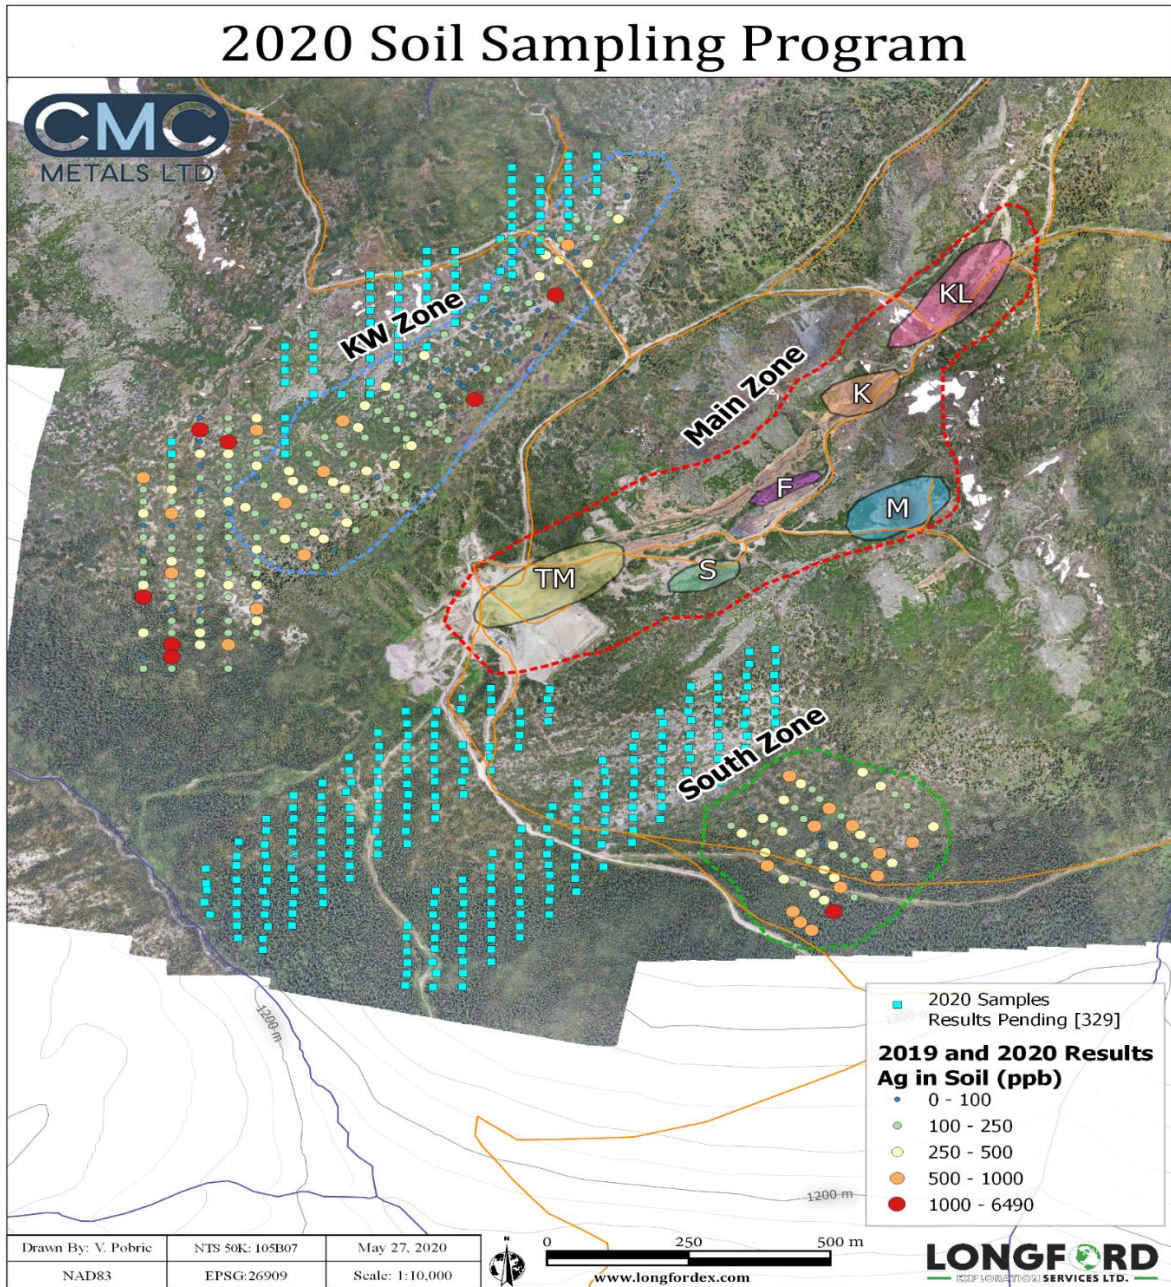 2020 Soil Sampling Program
CMC
METALS LTD
KW Zone
Main Zone
KL
K
F
M
TM
S
South Zone
1200 m
1200 m
1200 m
2020 Samples
Results Pending [329]
2019 and 2020 Results
Ag in Soil (ppb)
0 - 100
100 - 250
250 - 500
500 - 1000
1000 - 6490
Drawn By: V. Pobric
NTS 50K: 105B07
May 27, 2020
NAD83
EPSG:26909
Scale: 1:10,000
N
0
250
500 m
www.longfordex.com
LONGFORD
EXPLORATION SERVICES LTD.